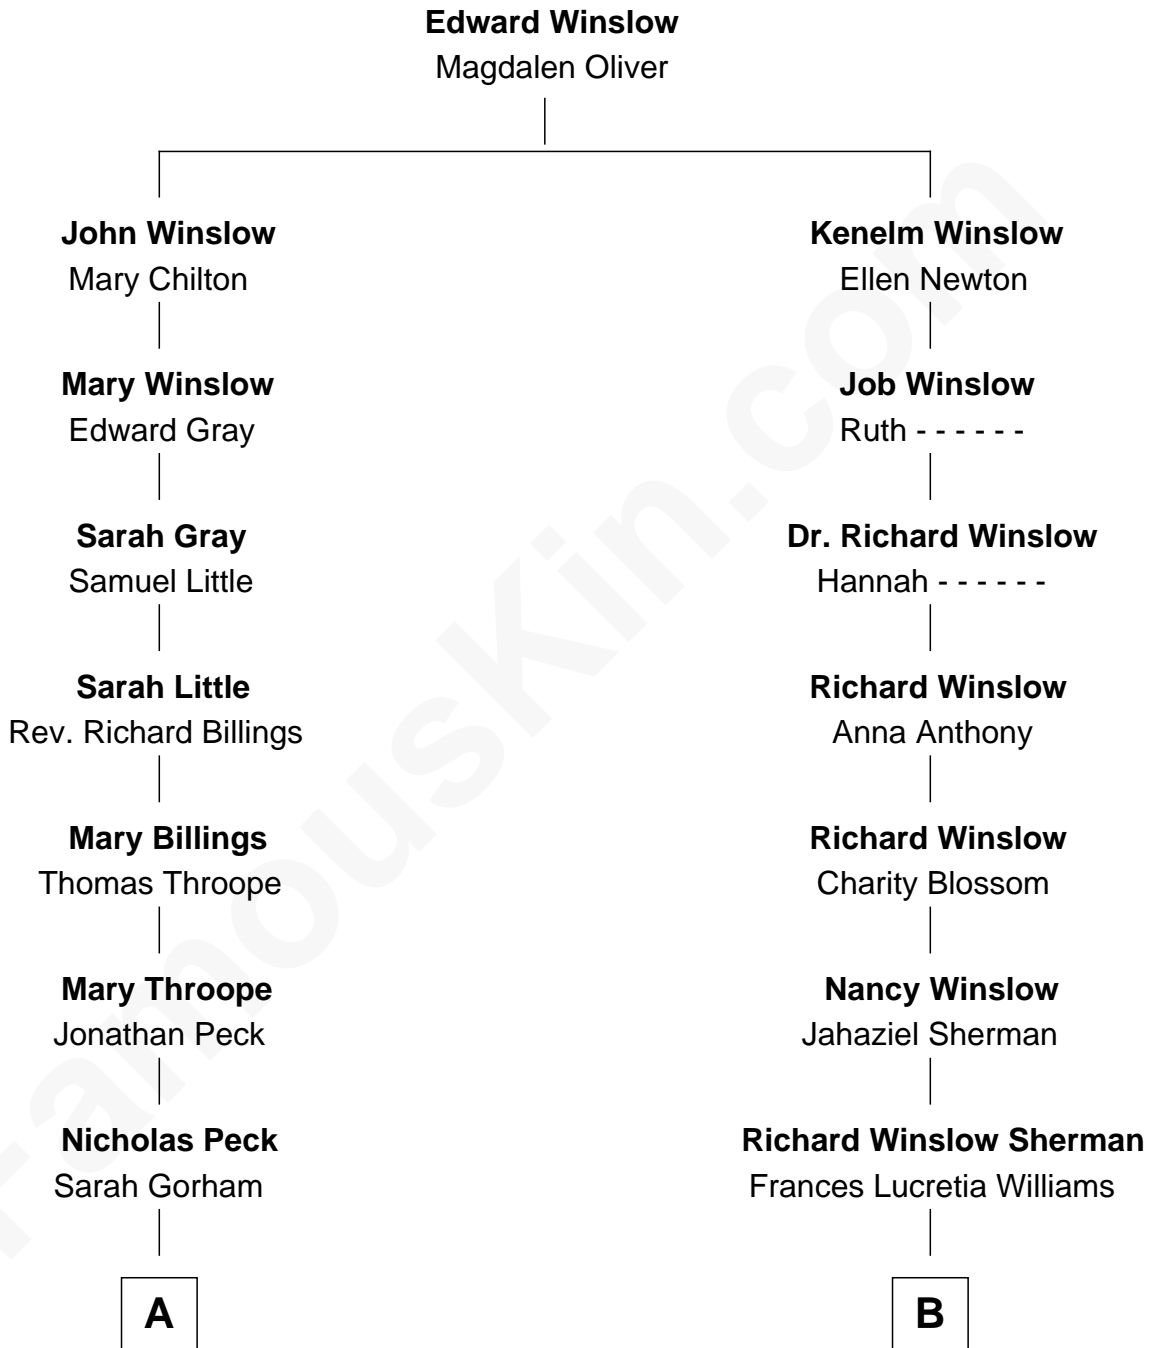 Edward Winslow
Magdalen Oliver
John Winslow
Mary Chilton
Kenelm Winslow
Ellen Newton
Mary Winslow
Edward Gray
Job Winslow
Ruth - - - - - -
Sarah Gray
Samuel Little
Dr. Richard Winslow
Hannah - - - - - -
Sarah Little
Rev. Richard Billings
Richard Winslow
Anna Anthony
Mary Billings
Thomas Throope
Richard Winslow
Charity Blossom
Mary Throope
Jonathan Peck
Nancy Winslow
Jahaziel Sherman
Nicholas Peck
Sarah Gorham
Richard Winslow Sherman
Frances Lucretia Williams
A
B
FamousKin.com